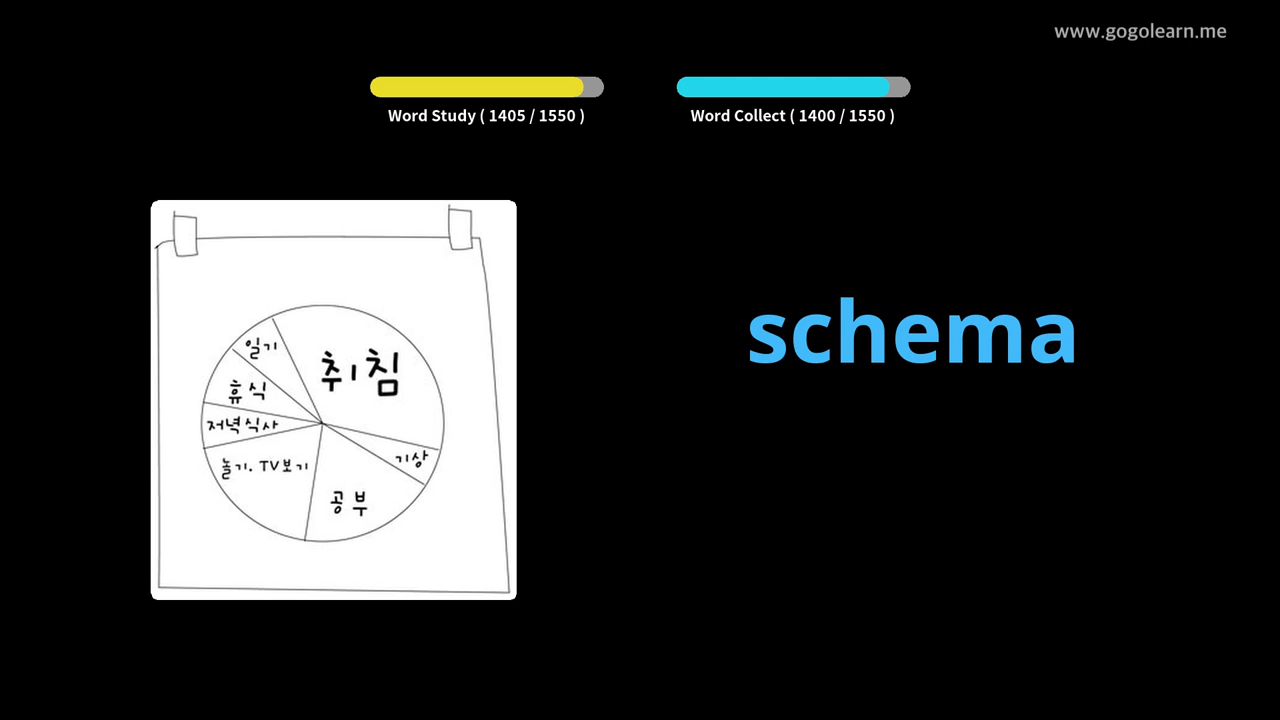 www.gogolearn.me
Word Study ( 1405 / 1550 )
Word Collect ( 1400 / 1550 )
일기
취침
휴식
저녁식사
놀기. TV보기
기상
공부
schema